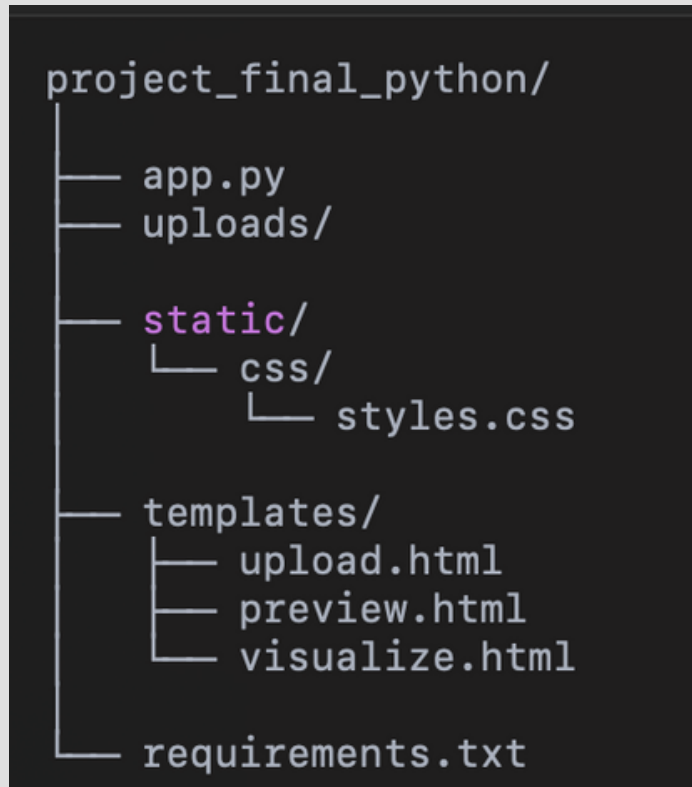 project_final_python/
├── app.py
├── uploads/
├── static/
└── css/
└── styles.css
├── templates/
├── upload.html
├── preview.html
└── visualize.html
└── requirements.txt